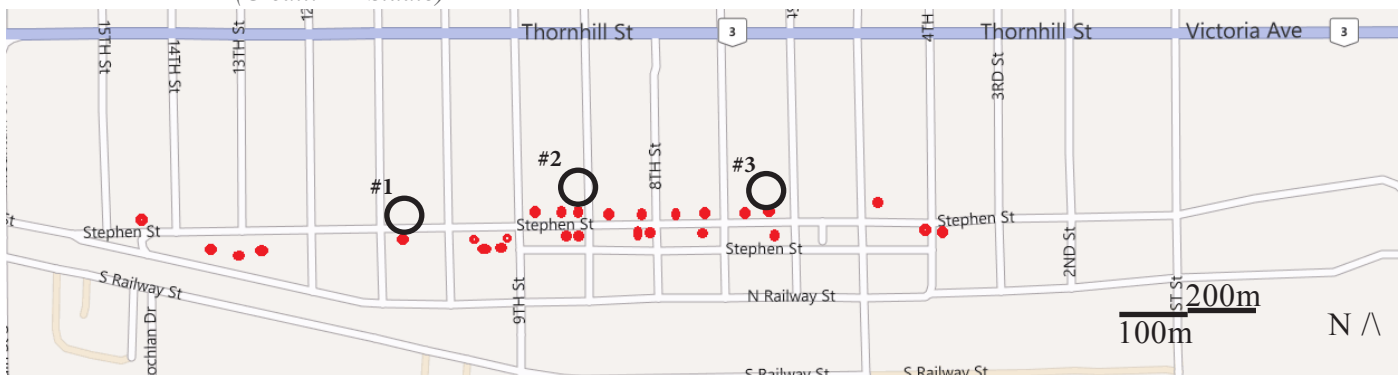 Thornhill St
3
Thornhill St
Victoria Ave
3
15TH St
14TH St
13TH St
12
4TH
3RD St
8TH St
#1
#2
#3
Stephen St
Stephen St
Stephen St
Stephen St
S Railway St
N Railway St
9TH St
2ND St
ST St
200m
100m
N /\
S Railway St
S Railway St